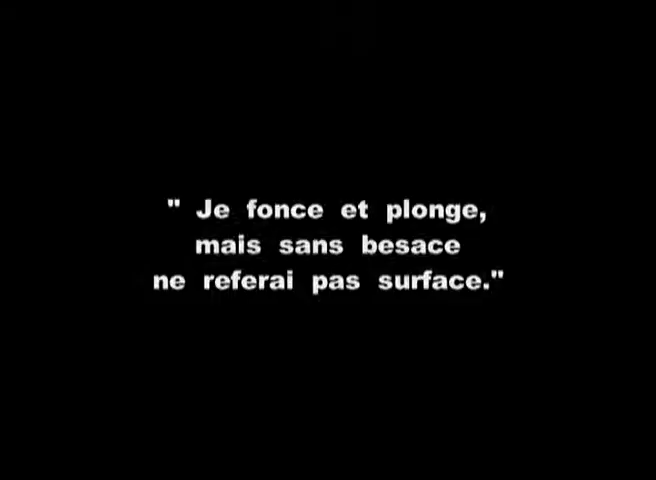 " Je fonce et plonge,
mais sans besace
ne referai pas surface."